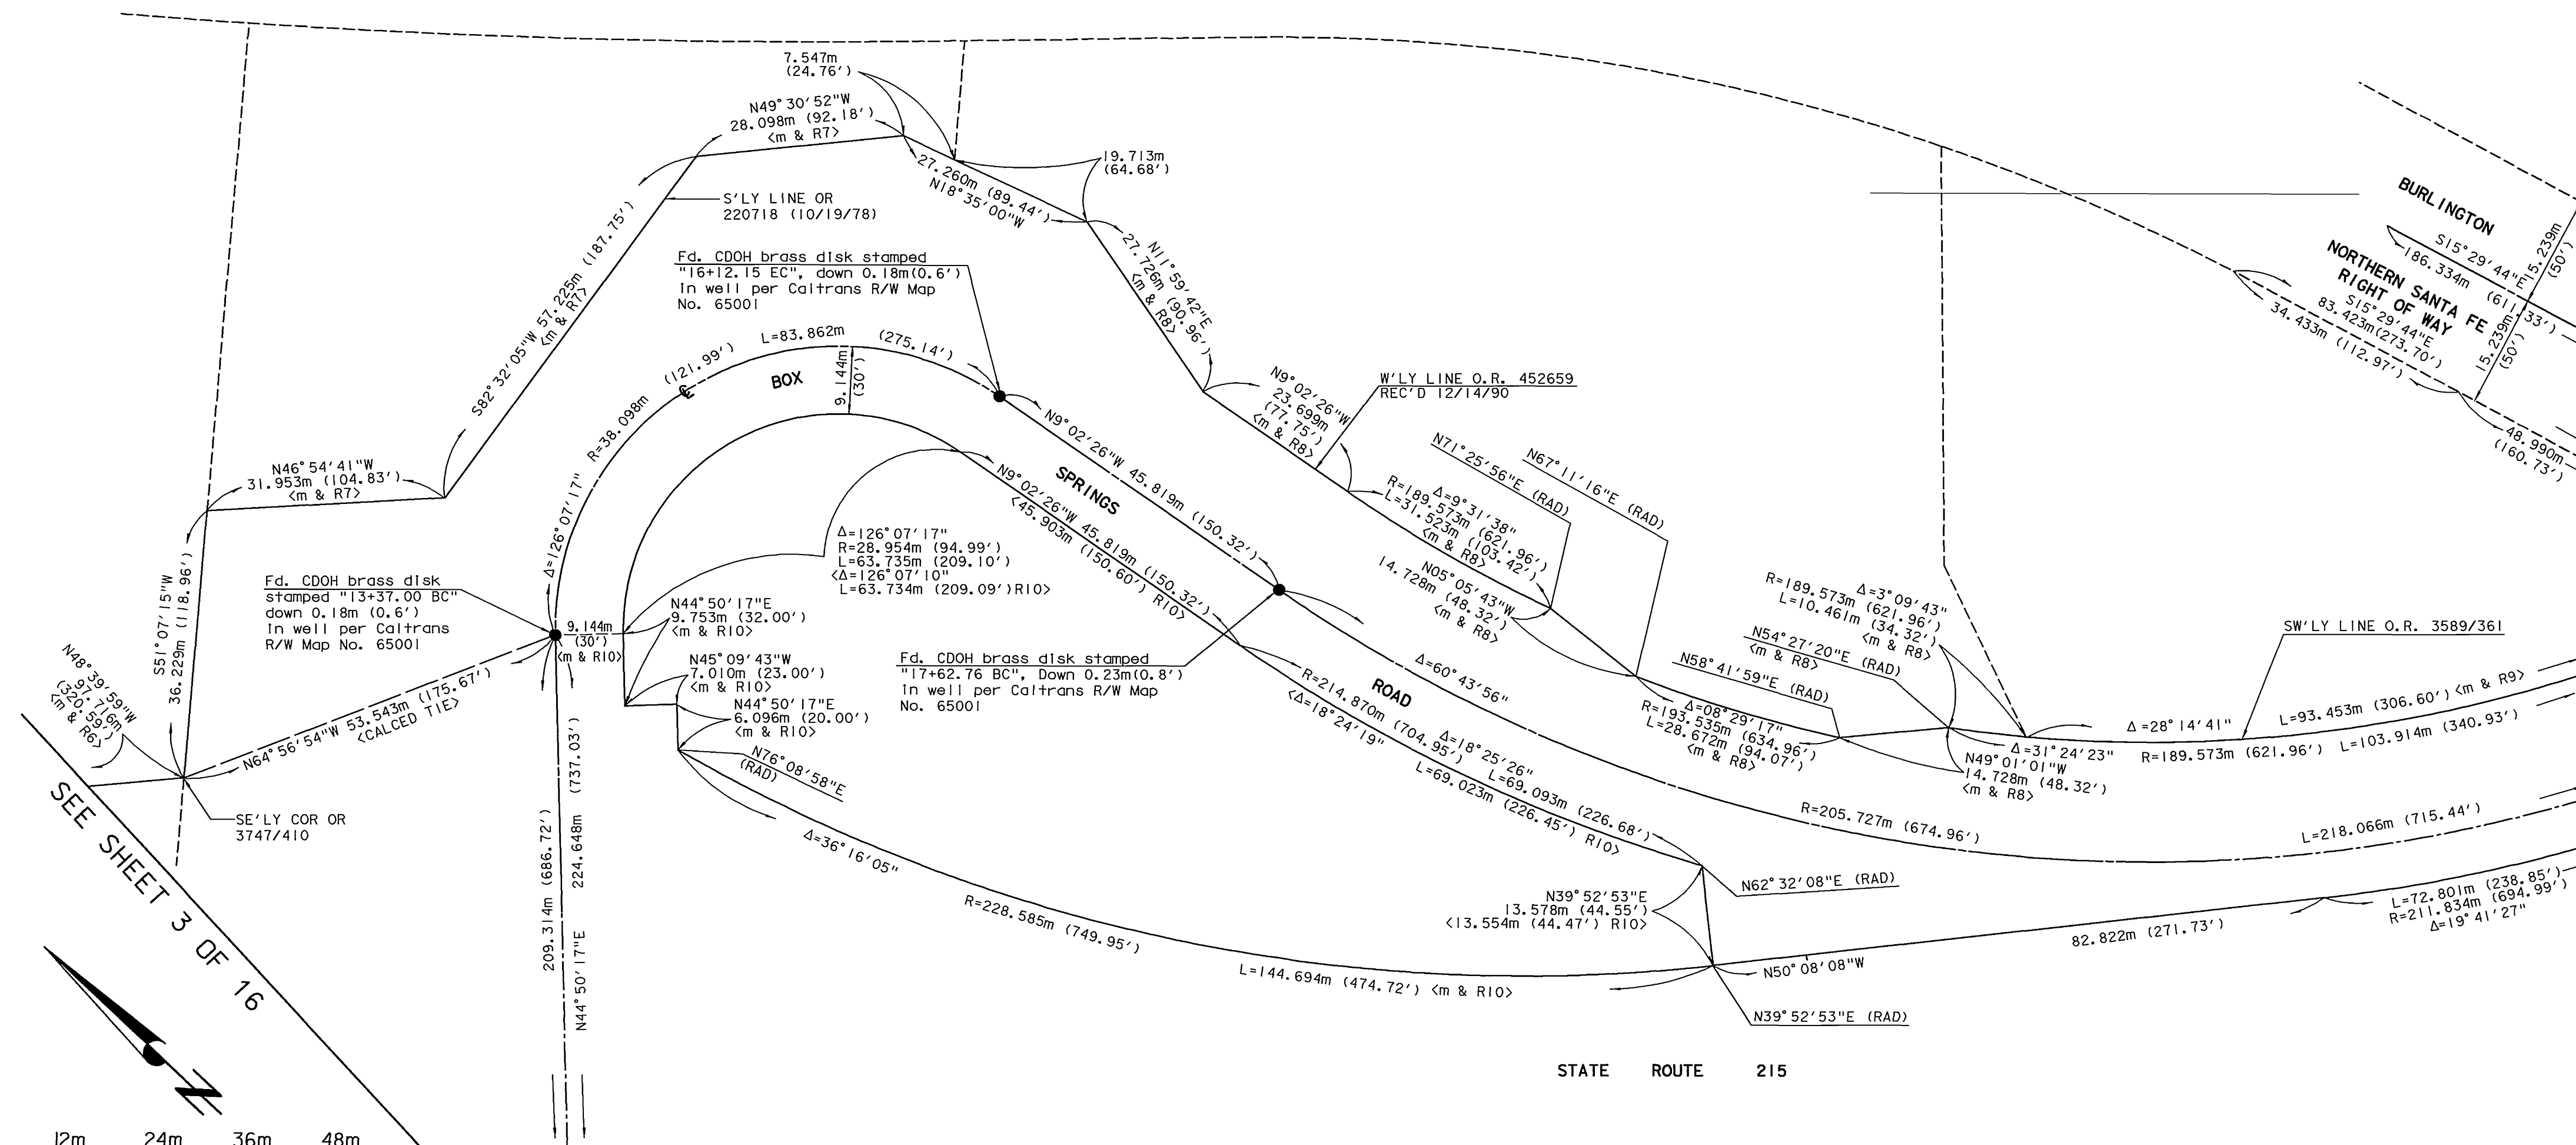 7.547m
(24.76')
N49°30'52"W
28.098m (92.18')
<m & R7>
19.713m
(64.68')
27.260m (89.44')
N18°35'00"W
S'LY LINE OR
220718 (10/19/78)
S82°32'05"W 57.225m (187.75')
<m & R7>
N46°54'41"W
31.953m (104.83')
<m & R7>
S51°07'15"W
36.229m (118.96')
N48°39'59"W
97.716m
(320.59')
<m & R6>
N64°56'54"W 53.543m (175.67')
<CALCED TIE>
SE'LY COR OR
3747/410
SEE SHEET 3 OF 16
N
12m 24m 36m 48m
Fd. CDOH brass disk stamped
"16+12.15 EC", down 0.18m(0.6')
in well per Caltrans R/W Map
No. 65001
Fd. CDOH brass disk
stamped "13+37.00 BC"
down 0.18m (0.6')
in well per Caltrans
R/W Map No. 65001
Δ=126°07'17"
R=38.098m (121.99')
L=83.862m (275.14')
℄
BOX
9.144m
(30')
SPRINGS
ROAD
9.144m
(30')
<m & R10>
N44°50'17"E
9.753m (32.00')
<m & R10>
N45°09'43"W
7.010m (23.00')
<m & R10>
N44°50'17"E
6.096m (20.00')
<m & R10>
N76°08'58"E
(RAD)
209.314m (686.72')
N44°50'17"E 224.648m (737.03')
Δ=126°07'17"
R=28.954m (94.99')
L=63.735m (209.10')
<Δ=126°07'10"
L=63.734m (209.09')R10>
N9°02'26"W 45.819m (150.32')
N9°02'26"W 45.819m (150.32')
<45.903m (150.60') R10>
Fd. CDOH brass disk stamped
"17+62.76 BC", Down 0.23m(0.8')
in well per Caltrans R/W Map
No. 65001
N11°59'42"E
27.726m (90.96')
<m & R8>
N9°02'26"W
23.699m
(77.75')
<m & R8>
W'LY LINE O.R. 452659
REC'D 12/14/90
N71°25'56"E (RAD)
N67°11'16"E (RAD)
Δ=9°31'38"
R=189.573m (621.96')
L=31.523m (103.42')
<m & R8>
N05°05'43"W
14.728m (48.32')
<m & R8>
Δ=08°29'17"
R=193.535m (634.96')
L=28.672m (94.07')
<m & R8>
N58°41'59"E (RAD)
N54°27'20"E (RAD)
<m & R8>
Δ=3°09'43"
R=189.573m (621.96')
L=10.461m (34.32')
<m & R8>
N49°01'01"W
14.728m (48.32')
<m & R8>
Δ=31°24'23"
Δ=28°14'41"
L=93.453m (306.60')<m & R9>
R=189.573m (621.96') L=103.914m (340.93')
SW'LY LINE O.R. 3589/361
Δ=60°43'56"
R=205.727m (674.96')
L=218.066m (715.44')
Δ=18°25'26"
R=214.870m (704.95') L=69.093m (226.68')
<Δ=18°24'19" L=69.023m (226.45') R10>
N62°32'08"E (RAD)
N39°52'53"E
13.578m (44.55')
<13.554m (44.47') R10>
N39°52'53"E (RAD)
N50°08'08"W
82.822m (271.73')
L=72.801m (238.85')
R=211.834m (694.99')
Δ=19°41'27"
Δ=36°16'05"
R=228.585m (749.95')
L=144.694m (474.72') <m & R10>
BURLINGTON
NORTHERN SANTA FE
RIGHT OF WAY
S15°29'44"E
186.334m (611.33')
S15°29'44"E
83.423m(273.70')
34.433m (112.97')
48.990m
(160.73')
15.239m
(50')
15.239m
(50')
STATE ROUTE 215